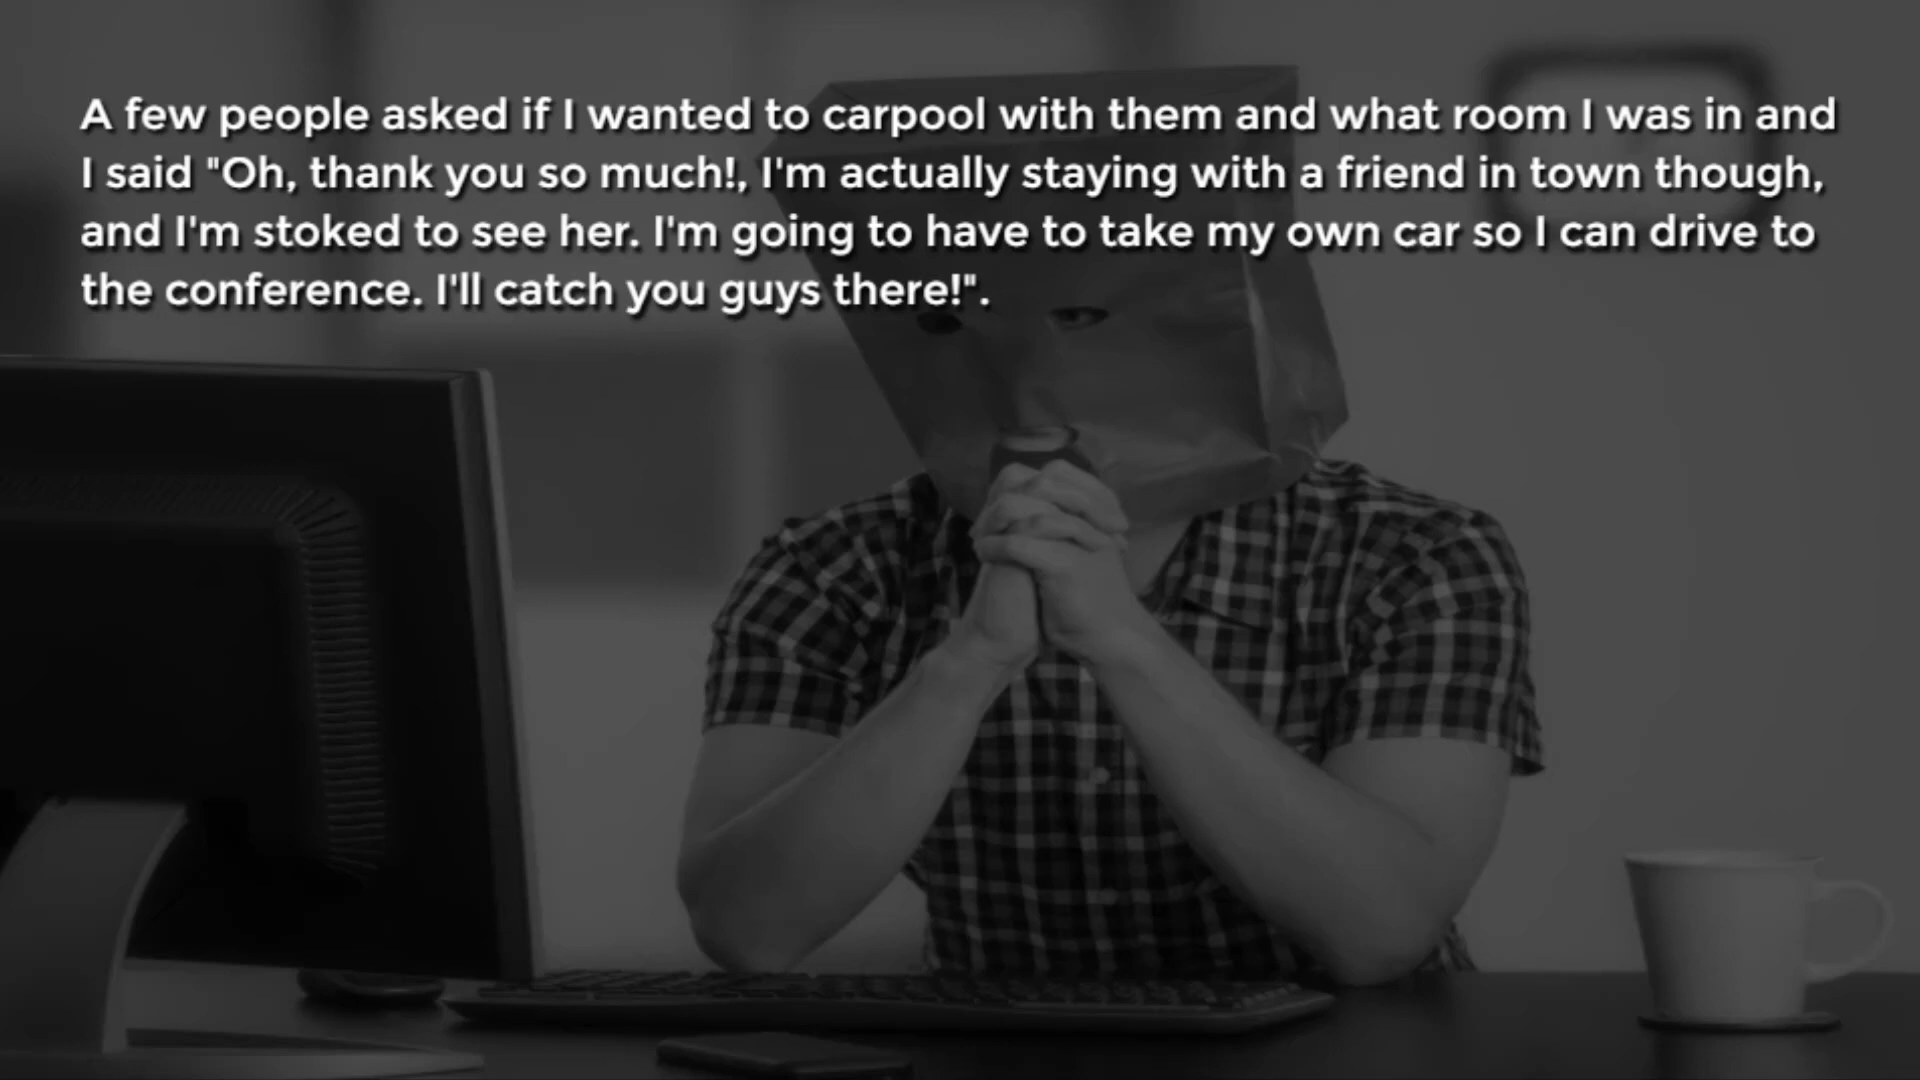 A few people asked if I wanted to carpool with them and what room I was in and
I said "Oh, thank you so much!, I'm actually staying with a friend in town though,
and I'm stoked to see her. I'm going to have to take my own car so I can drive to
the conference. I'll catch you guys there!".